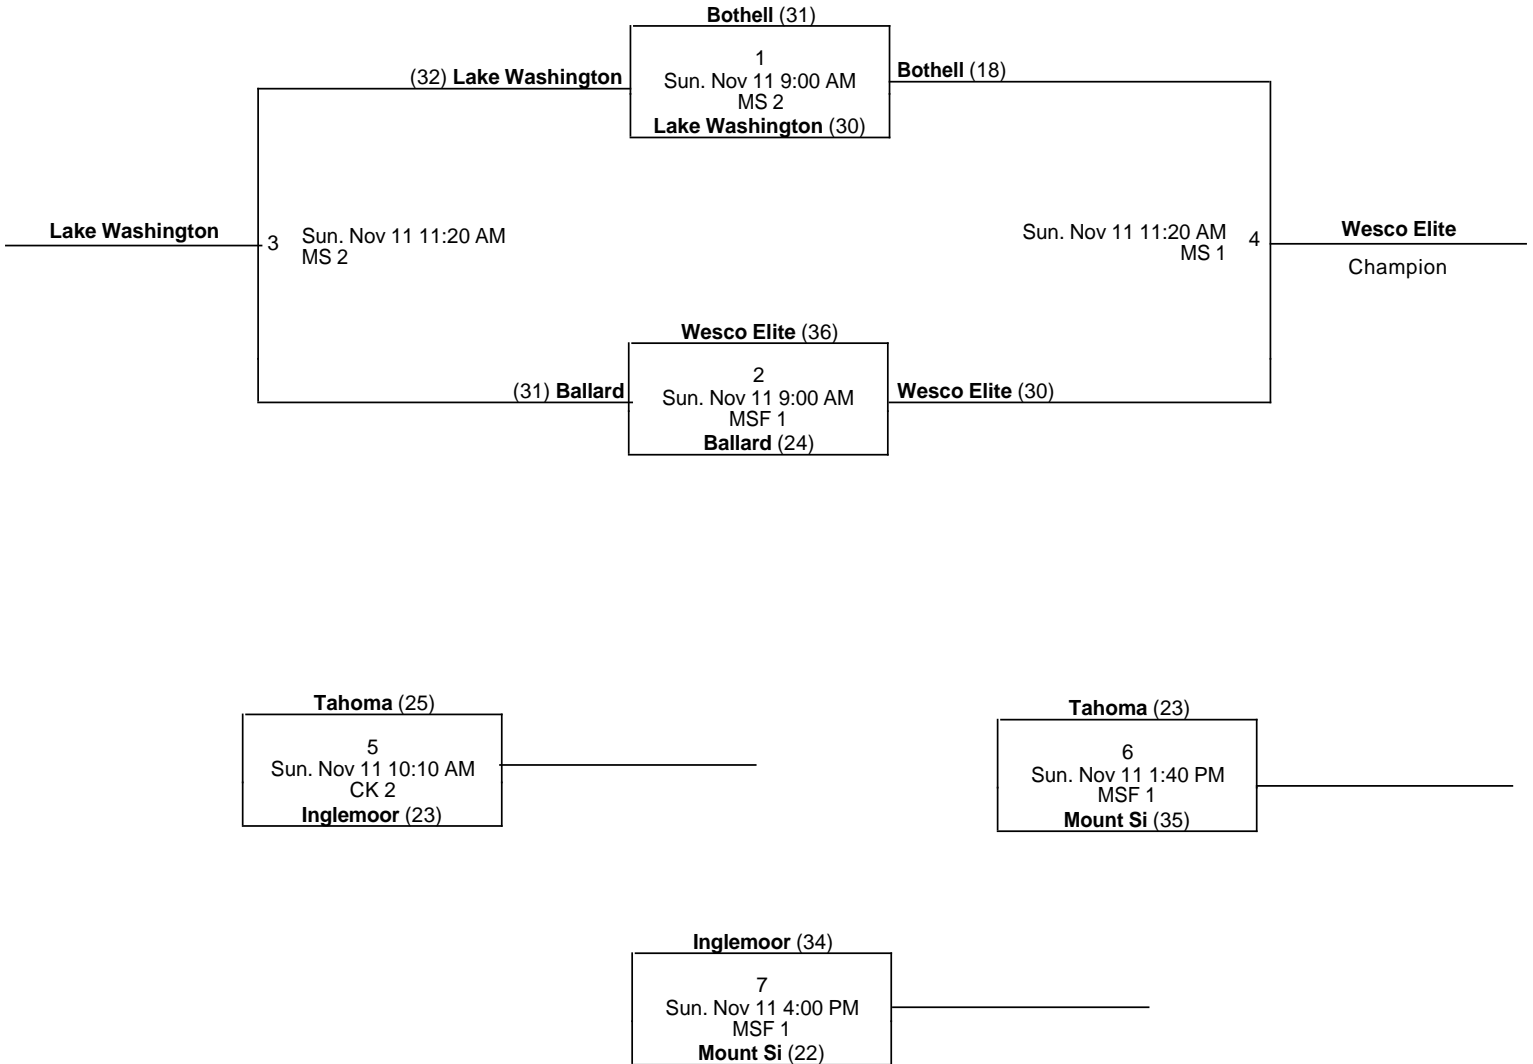 Bothell (31)
1
Sun. Nov 11 9:00 AM
MS 2
Lake Washington (30)
(32) Lake Washington
Bothell (18)
Lake Washington
3
Sun. Nov 11 11:20 AM
MS 2
Sun. Nov 11 11:20 AM
MS 1
4
Wesco Elite
Champion
Wesco Elite (36)
2
Sun. Nov 11 9:00 AM
MSF 1
Ballard (24)
(31) Ballard
Wesco Elite (30)
Tahoma (25)
5
Sun. Nov 11 10:10 AM
CK 2
Inglemoor (23)
Tahoma (23)
6
Sun. Nov 11 1:40 PM
MSF 1
Mount Si (35)
Inglemoor (34)
7
Sun. Nov 11 4:00 PM
MSF 1
Mount Si (22)